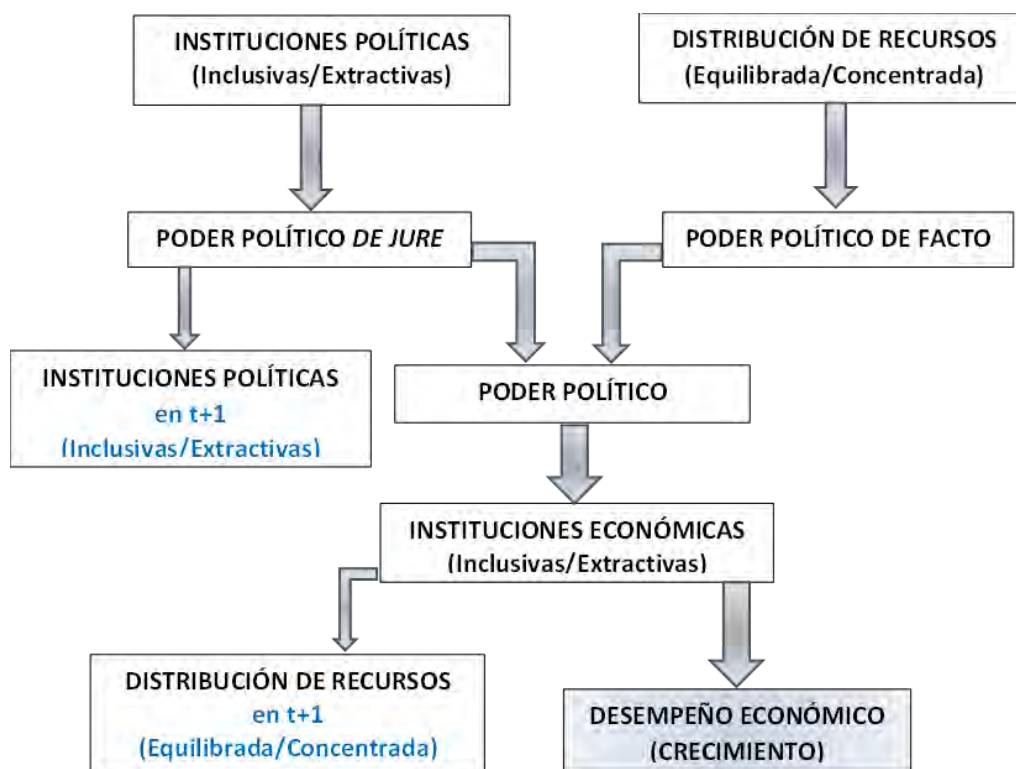 INSTITUCIONES POLÍTICAS
(Inclusivas/Extractivas)
DISTRIBUCIÓN DE RECURSOS
(Equilibrada/Concentrada)
PODER POLÍTICO DE JURE
PODER POLÍTICO DE FACTO
INSTITUCIONES POLÍTICAS
en t+1
(Inclusivas/Extractivas)
PODER POLÍTICO
INSTITUCIONES ECONÓMICAS
(Inclusivas/Extractivas)
DISTRIBUCIÓN DE RECURSOS
en t+1
(Equilibrada/Concentrada)
DESEMPEÑO ECONÓMICO
(CRECIMIENTO)